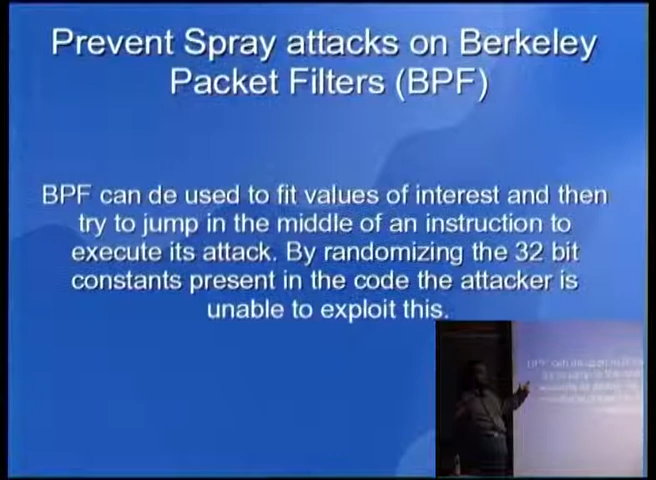 Prevent Spray attacks on Berkeley
Packet Filters (BPF)
BPF can de used to fit values of interest and then
try to jump in the middle of an instruction to
execute its attack. By randomizing the 32 bit
constants present in the code the attacker is
unable to exploit this.